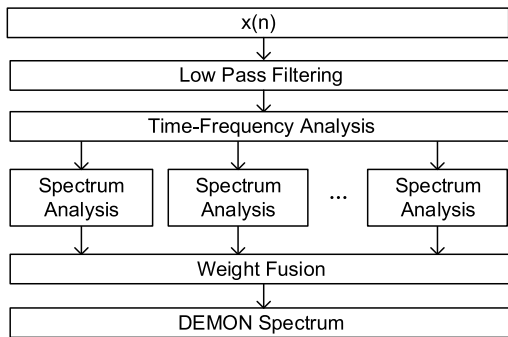 x(n)
Low Pass Filtering
Time-Frequency Analysis
Spectrum
Analysis
Spectrum
Analysis
...
Spectrum
Analysis
Weight Fusion
DEMON Spectrum